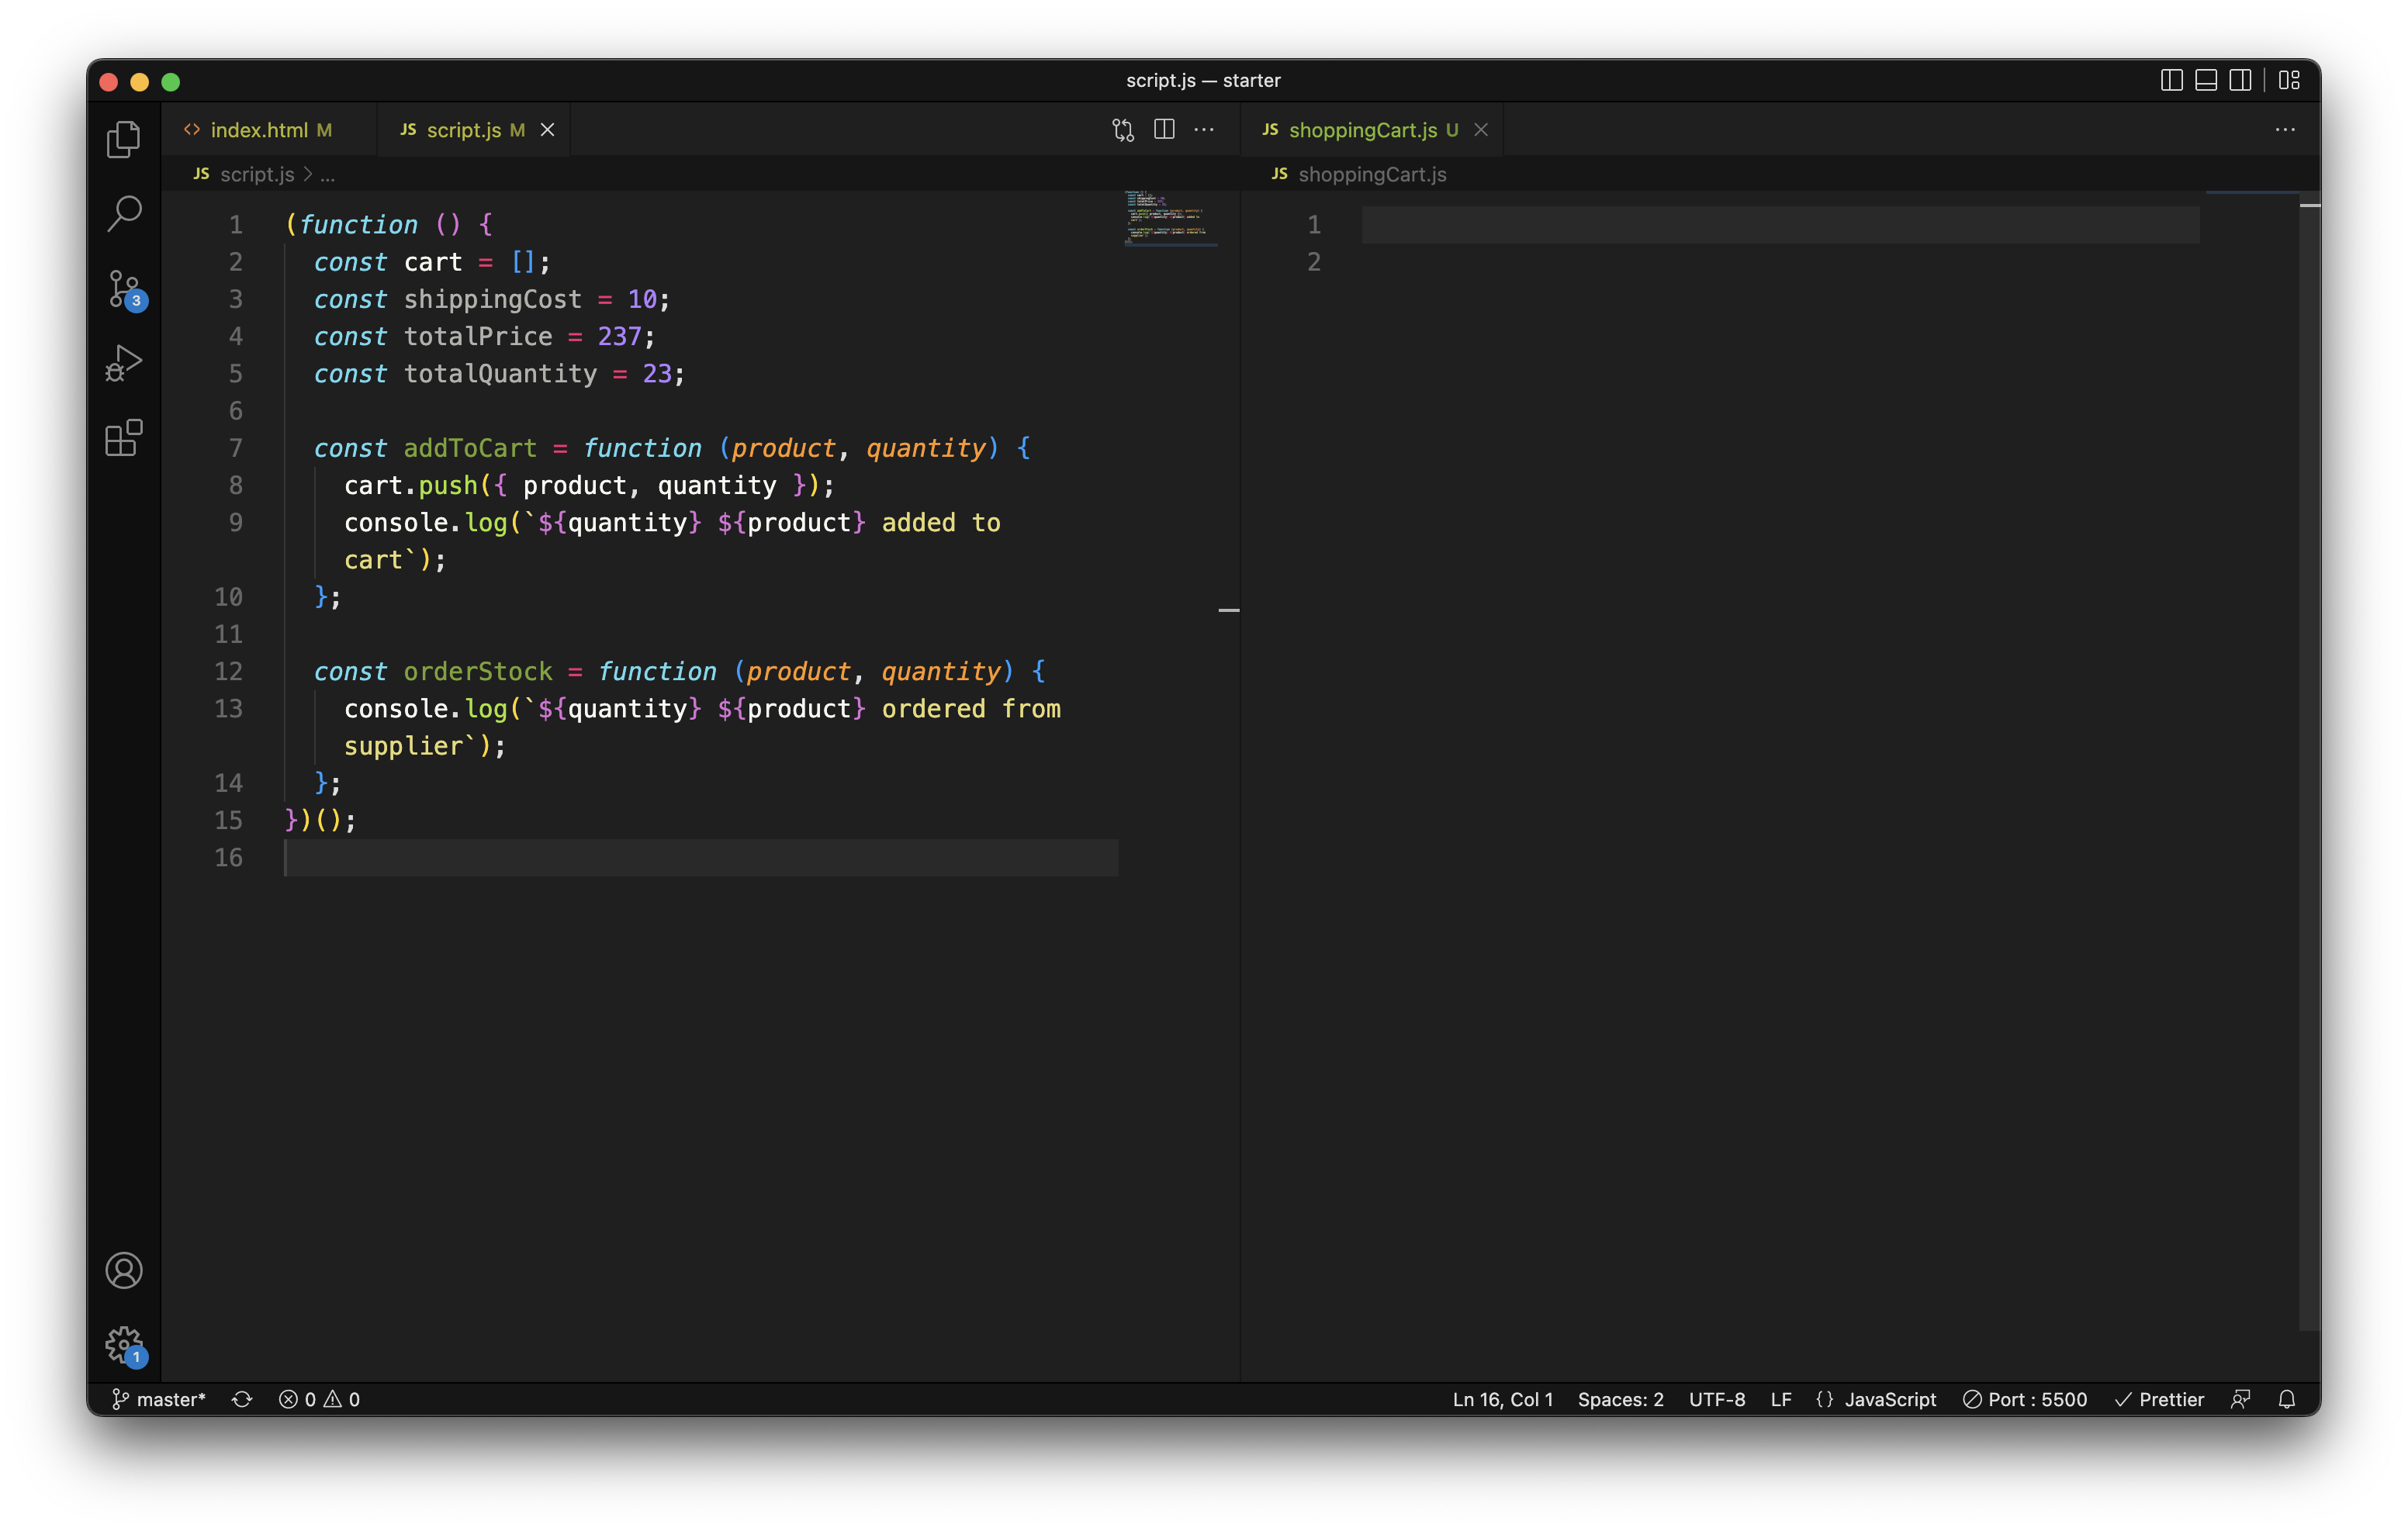 script.js — starter
index.html M
JS script.js M
JS shoppingCart.js U
JS script.js > ...
JS shoppingCart.js
1 (function () {
2 const cart = [];
3 const shippingCost = 10;
4 const totalPrice = 237;
5 const totalQuantity = 23;
6
7 const addToCart = function (product, quantity) {
8 cart.push({ product, quantity });
9 console.log(`${quantity} ${product} added to
cart`);
10 };
11
12 const orderStock = function (product, quantity) {
13 console.log(`${quantity} ${product} ordered from
supplier`);
14 };
15 })();
16
1
2
3
1
master* 0 0
Ln 16, Col 1 Spaces: 2 UTF-8 LF {} JavaScript Port : 5500 Prettier